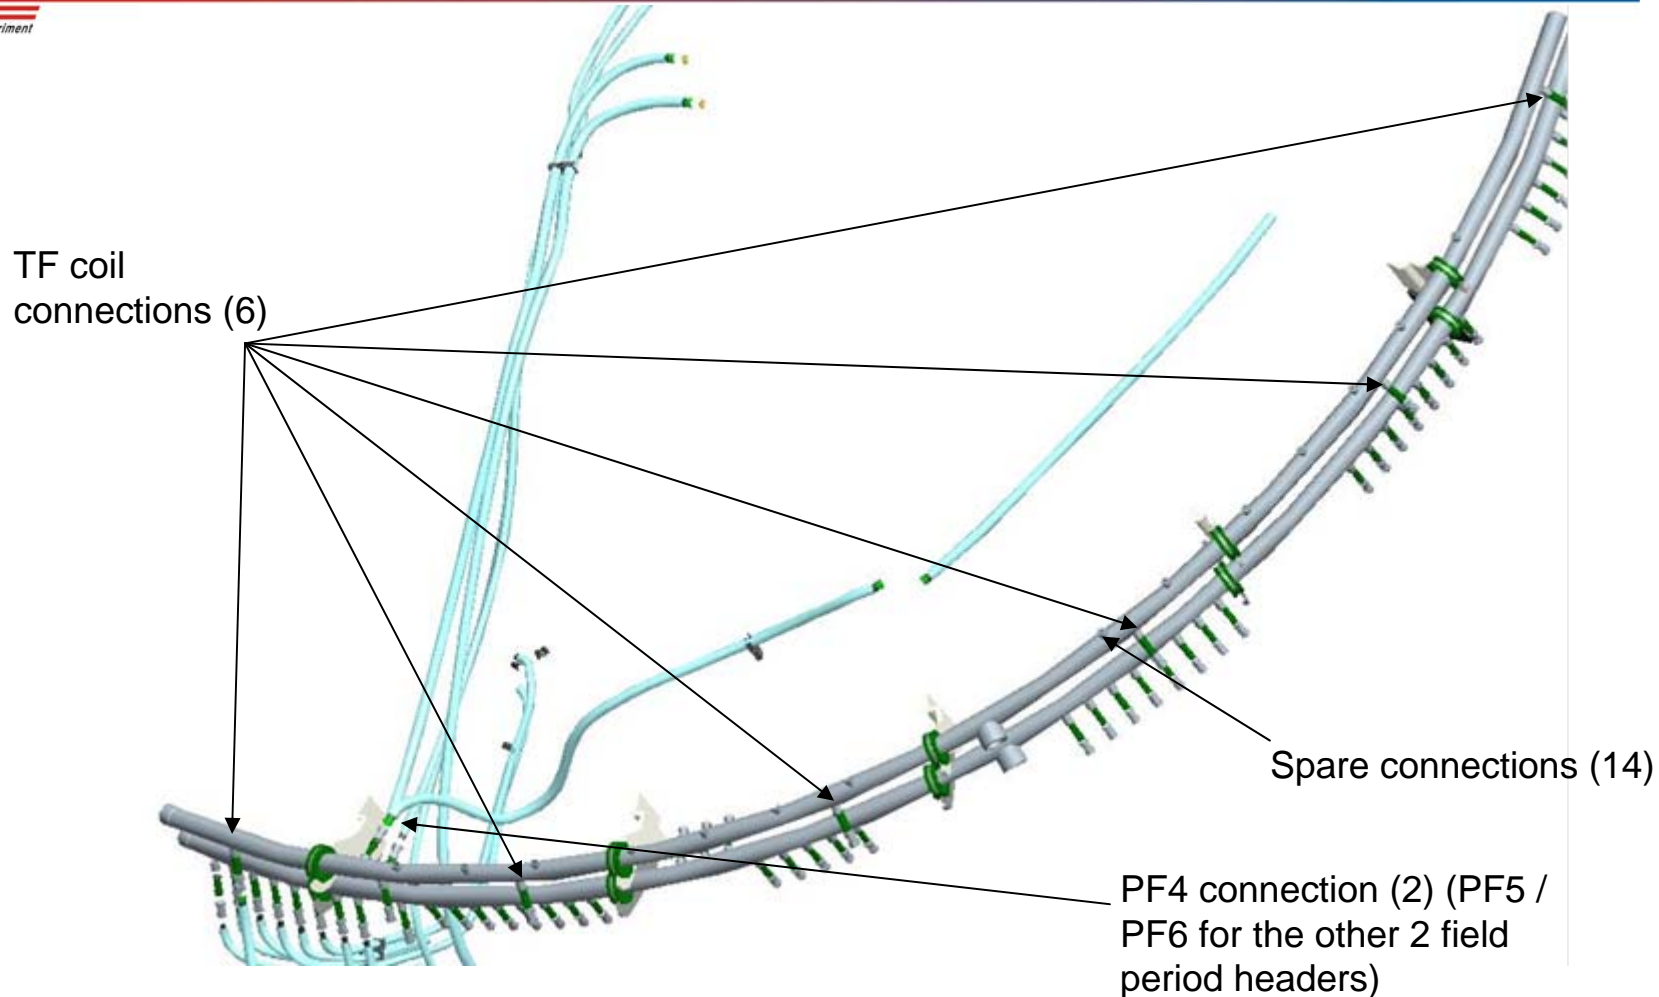 TF coil
connections (6)
Spare connections (14)
PF4 connection (2) (PF5 /
PF6 for the other 2 field
period headers)